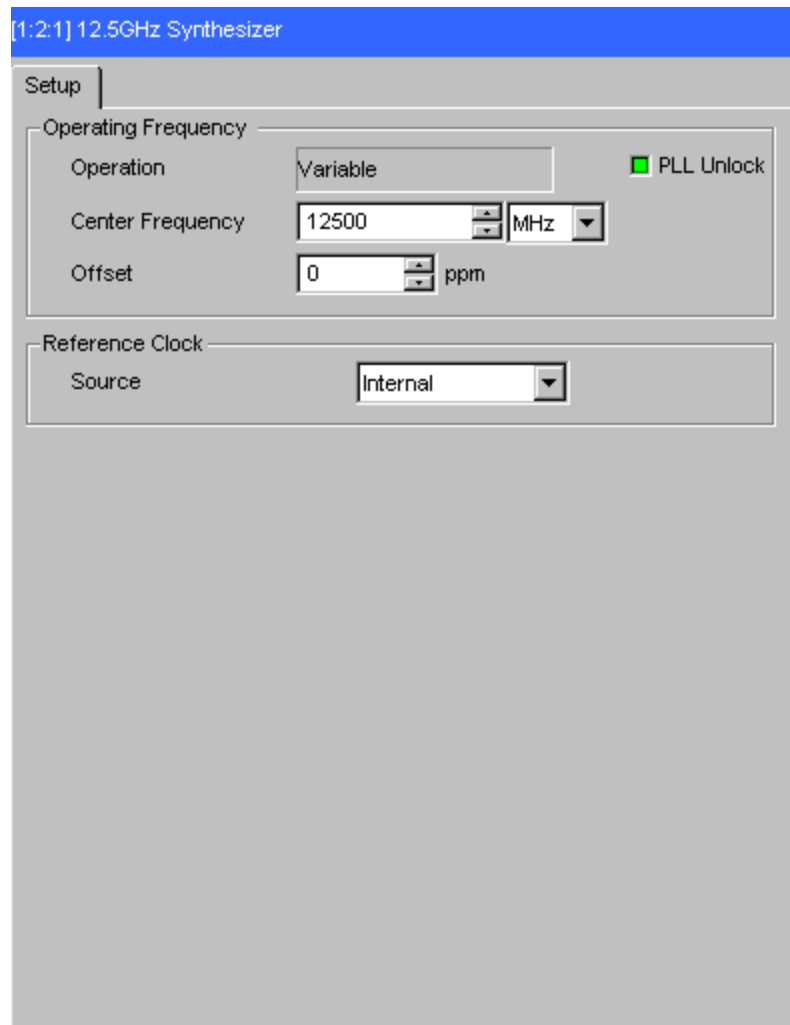 [1:2:1] 12.5GHz Synthesizer
Setup
Operating Frequency
Operation Variable PLL Unlock
Center Frequency 12500 MHz
Offset 0 ppm
Reference Clock
Source Internal